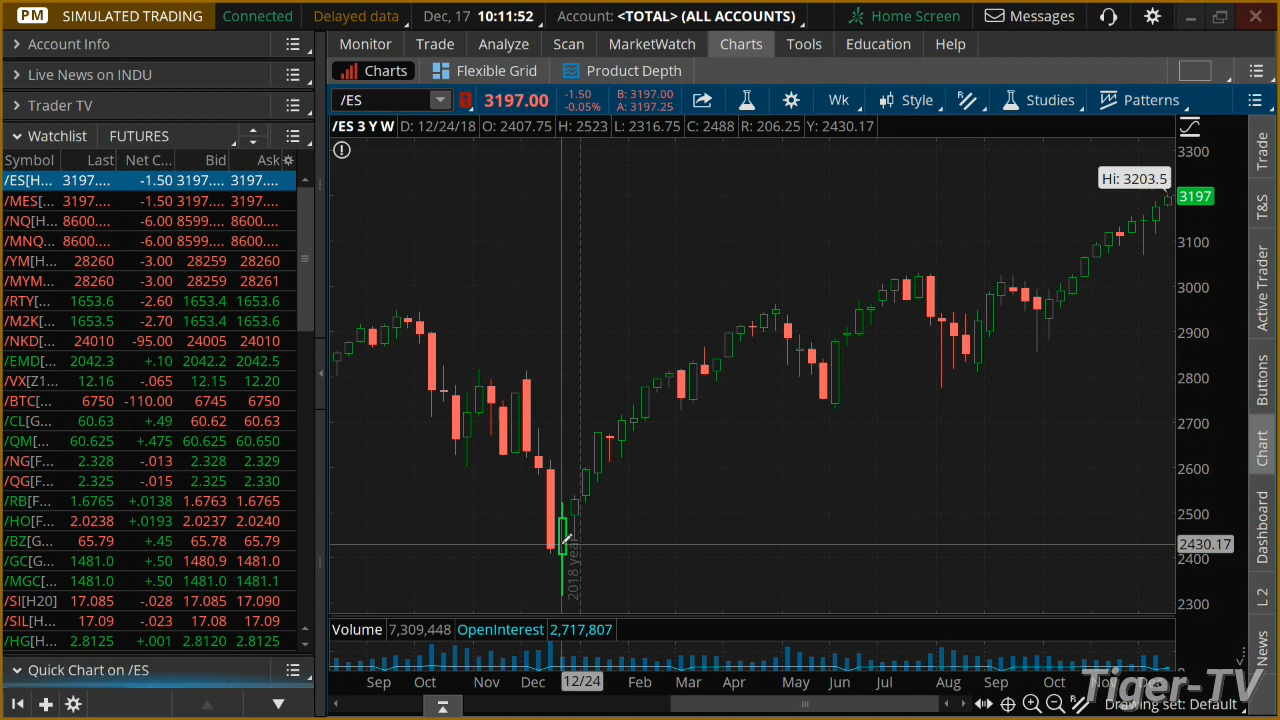 PM SIMULATED TRADING Connected Delayed data Dec, 17 10:11:52 Account: <TOTAL> (ALL ACCOUNTS) Home Screen Messages
Account Info
Live News on INDU
Trader TV
Watchlist FUTURES
Symbol Last Net C... Bid Ask
/ES[H... 3197.... -1.50 3197.... 3197....
/MES[... 3197.... -1.50 3197.... 3197....
/NQ[H... 8600.... -6.00 8599.... 8600....
/MNQ... 8600.... -6.00 8599.... 8600....
/YM[H... 28260 -3.00 28259 28260
/MYM... 28260 -3.00 28259 28261
/RTY[... 1653.6 -2.60 1653.4 1653.6
/M2K[... 1653.5 -2.70 1653.4 1653.6
/NKD[... 24010 -95.00 24005 24010
/EMD[... 2042.3 +.10 2042.2 2042.5
/VX[Z1... 12.16 -.065 12.15 12.20
/BTC[... 6750 -110.00 6745 6750
/CL[G... 60.63 +.49 60.62 60.63
/QM[... 60.625 +.475 60.625 60.650
/NG[F... 2.328 -.013 2.328 2.329
/QG[F... 2.325 -.015 2.325 2.330
/RB[F... 1.6765 +.0138 1.6763 1.6765
/HO[F... 2.0238 +.0193 2.0237 2.0240
/BZ[G... 65.79 +.45 65.78 65.79
/GC[G... 1481.0 +.50 1480.9 1481.0
/MGC[... 1481.0 +.50 1481.0 1481.1
/SI[H20] 17.085 -.028 17.085 17.090
/SIL[H... 17.09 -.023 17.08 17.09
/HG[H... 2.8125 +.001 2.8120 2.8125
Quick Chart on /ES
Monitor Trade Analyze Scan MarketWatch Charts Tools Education Help
Charts Flexible Grid Product Depth
/ES 1 3197.00 -1.50 B: 3197.00 Wk Style Studies Patterns
-0.05% A: 3197.25
/ES 3 Y W D: 12/24/18 O: 2407.75 H: 2523 L: 2316.75 C: 2488 R: 206.25 Y: 2430.17
Hi: 3203.5
3300
3197
3100
3000
2900
2800
2700
2600
2500
2430.17
2400
2300
2018 year
Volume 7,309,448 OpenInterest 2,717,807
0
Sep Oct Nov Dec 12/24 Feb Mar Apr May Jun Jul Aug Sep Oct Nov Dec
Drawing set: Default
Trade
T&S
Active Trader
Buttons
Chart
Dashboard
L 2
News
Tiger-TV